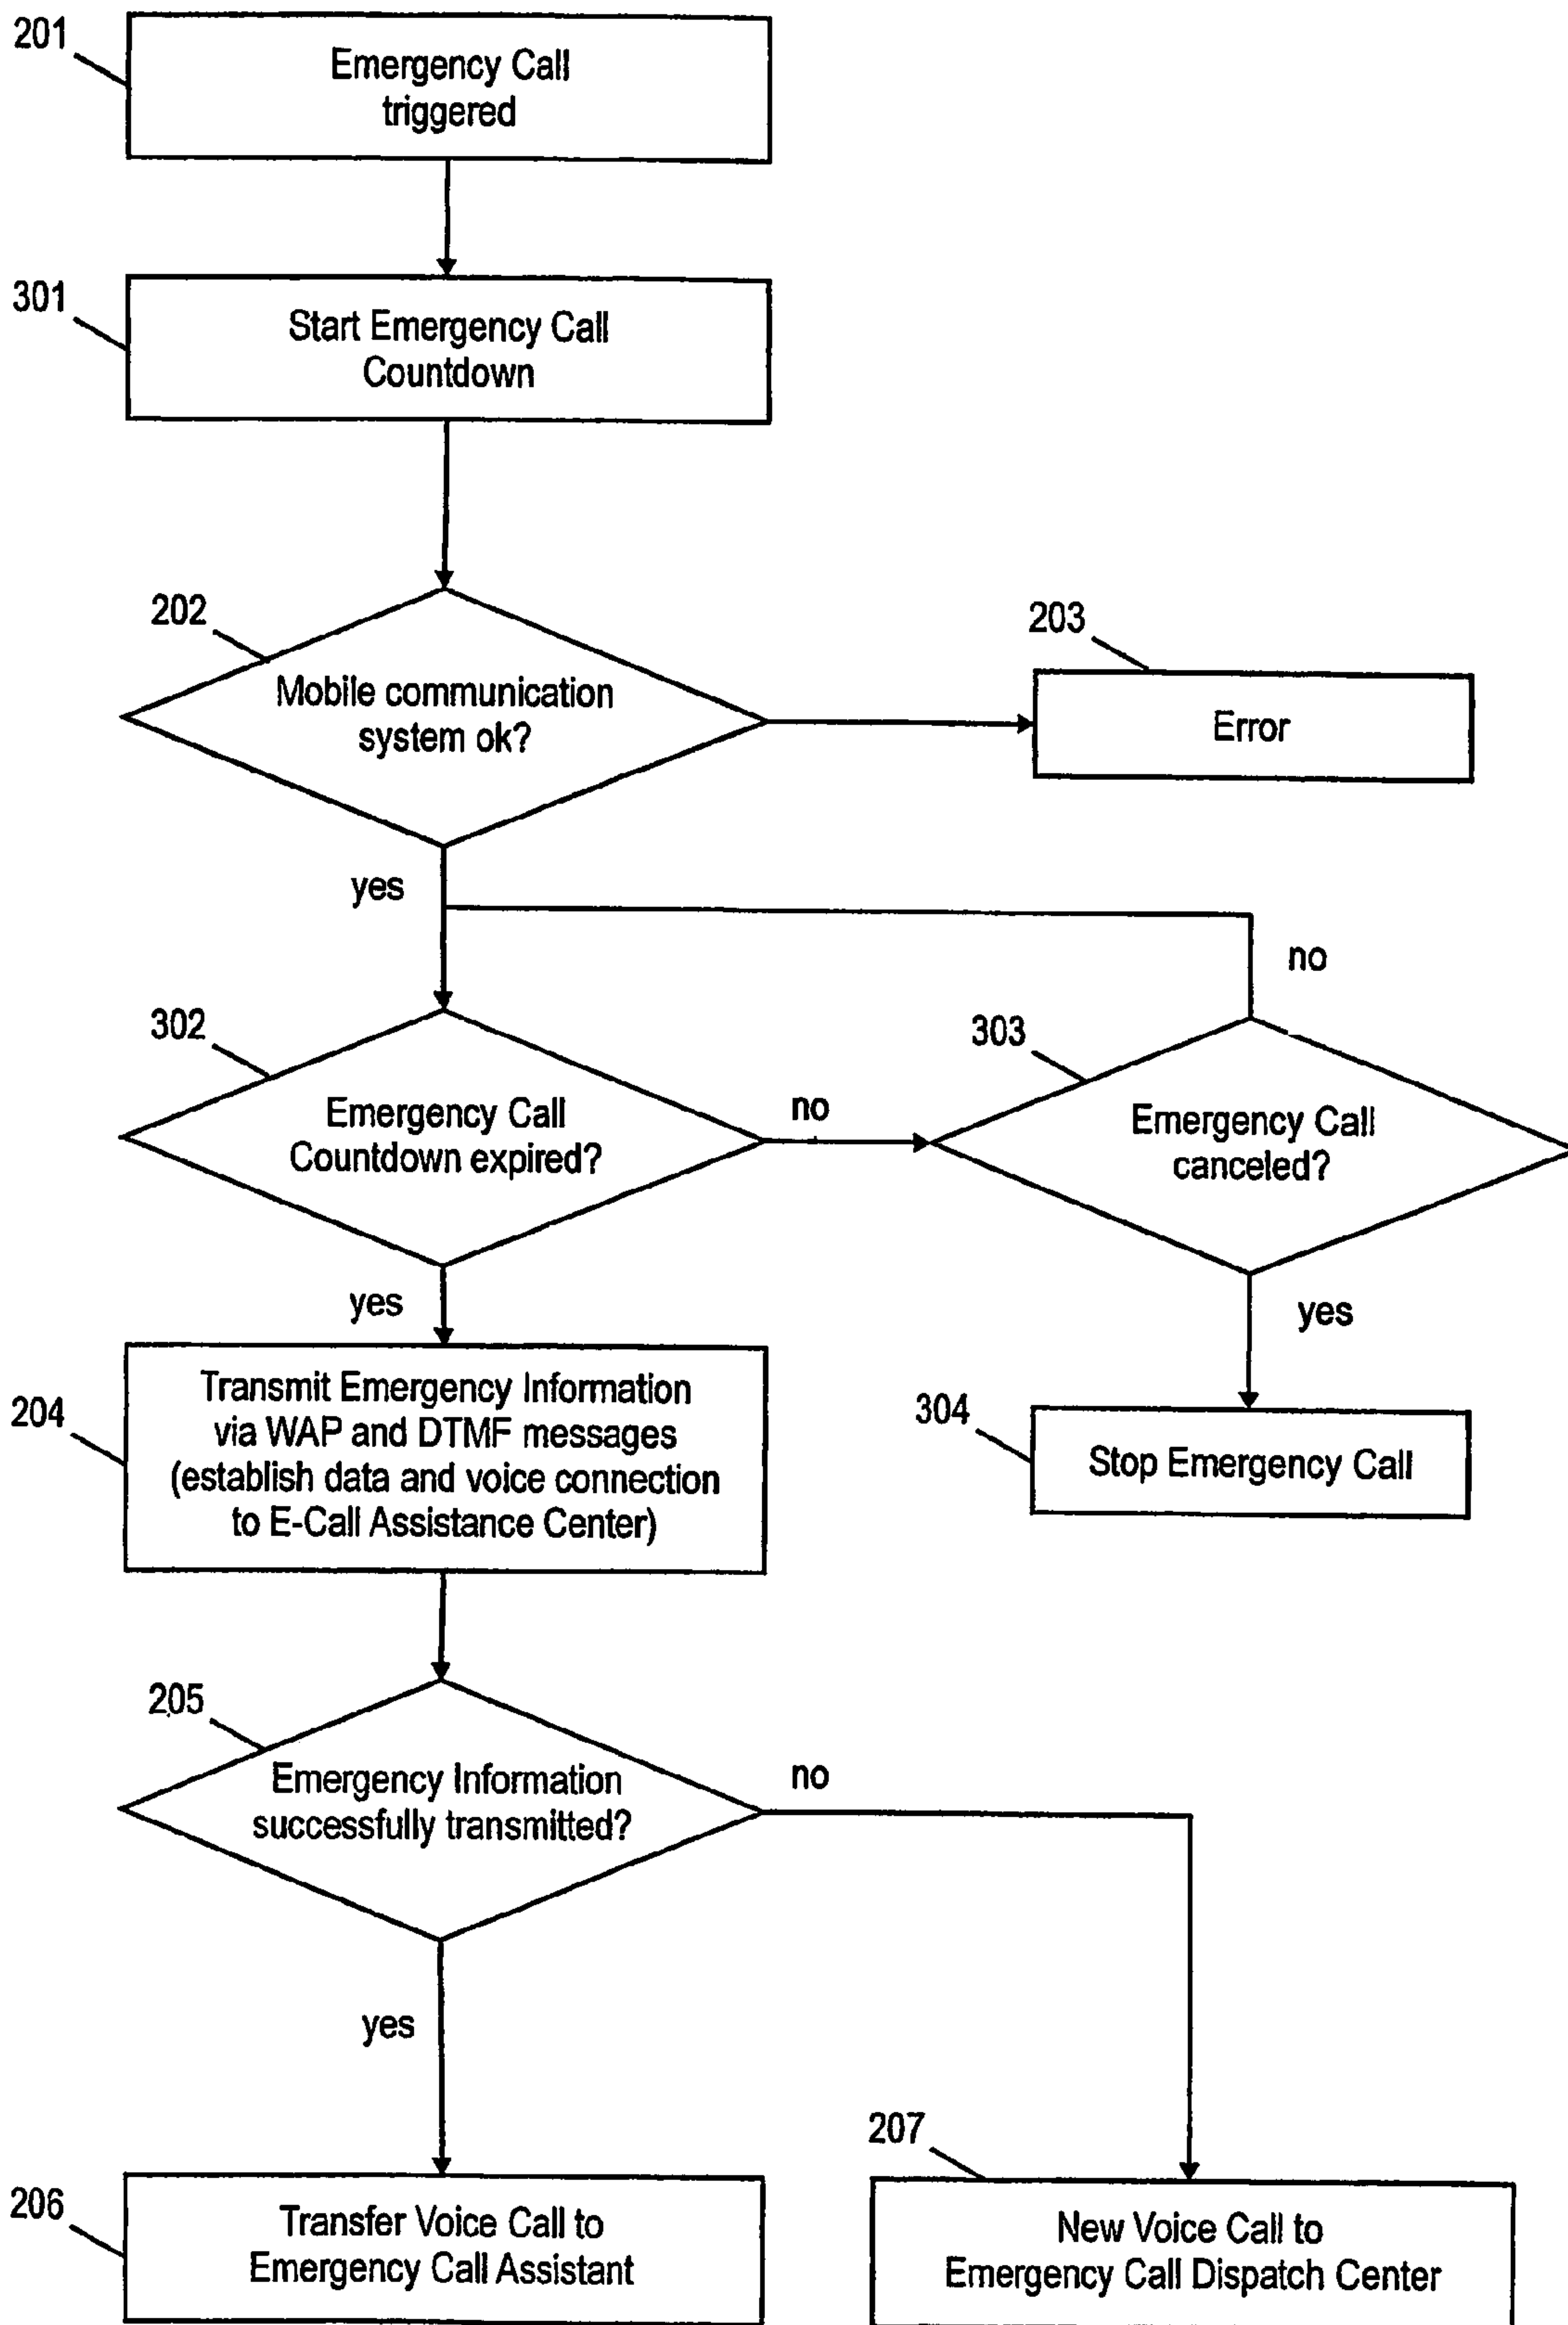 201
Emergency Call
triggered
301
Start Emergency Call
Countdown
202
Mobile communication
system ok?
203
Error
yes
no
302
Emergency Call
Countdown expired?
no
303
Emergency Call
canceled?
yes
yes
204
Transmit Emergency Information
via WAP and DTMF messages
(establish data and voice connection
to E-Call Assistance Center)
304
Stop Emergency Call
205
Emergency Information
successfully transmitted?
no
yes
206
Transfer Voice Call to
Emergency Call Assistant
207
New Voice Call to
Emergency Call Dispatch Center